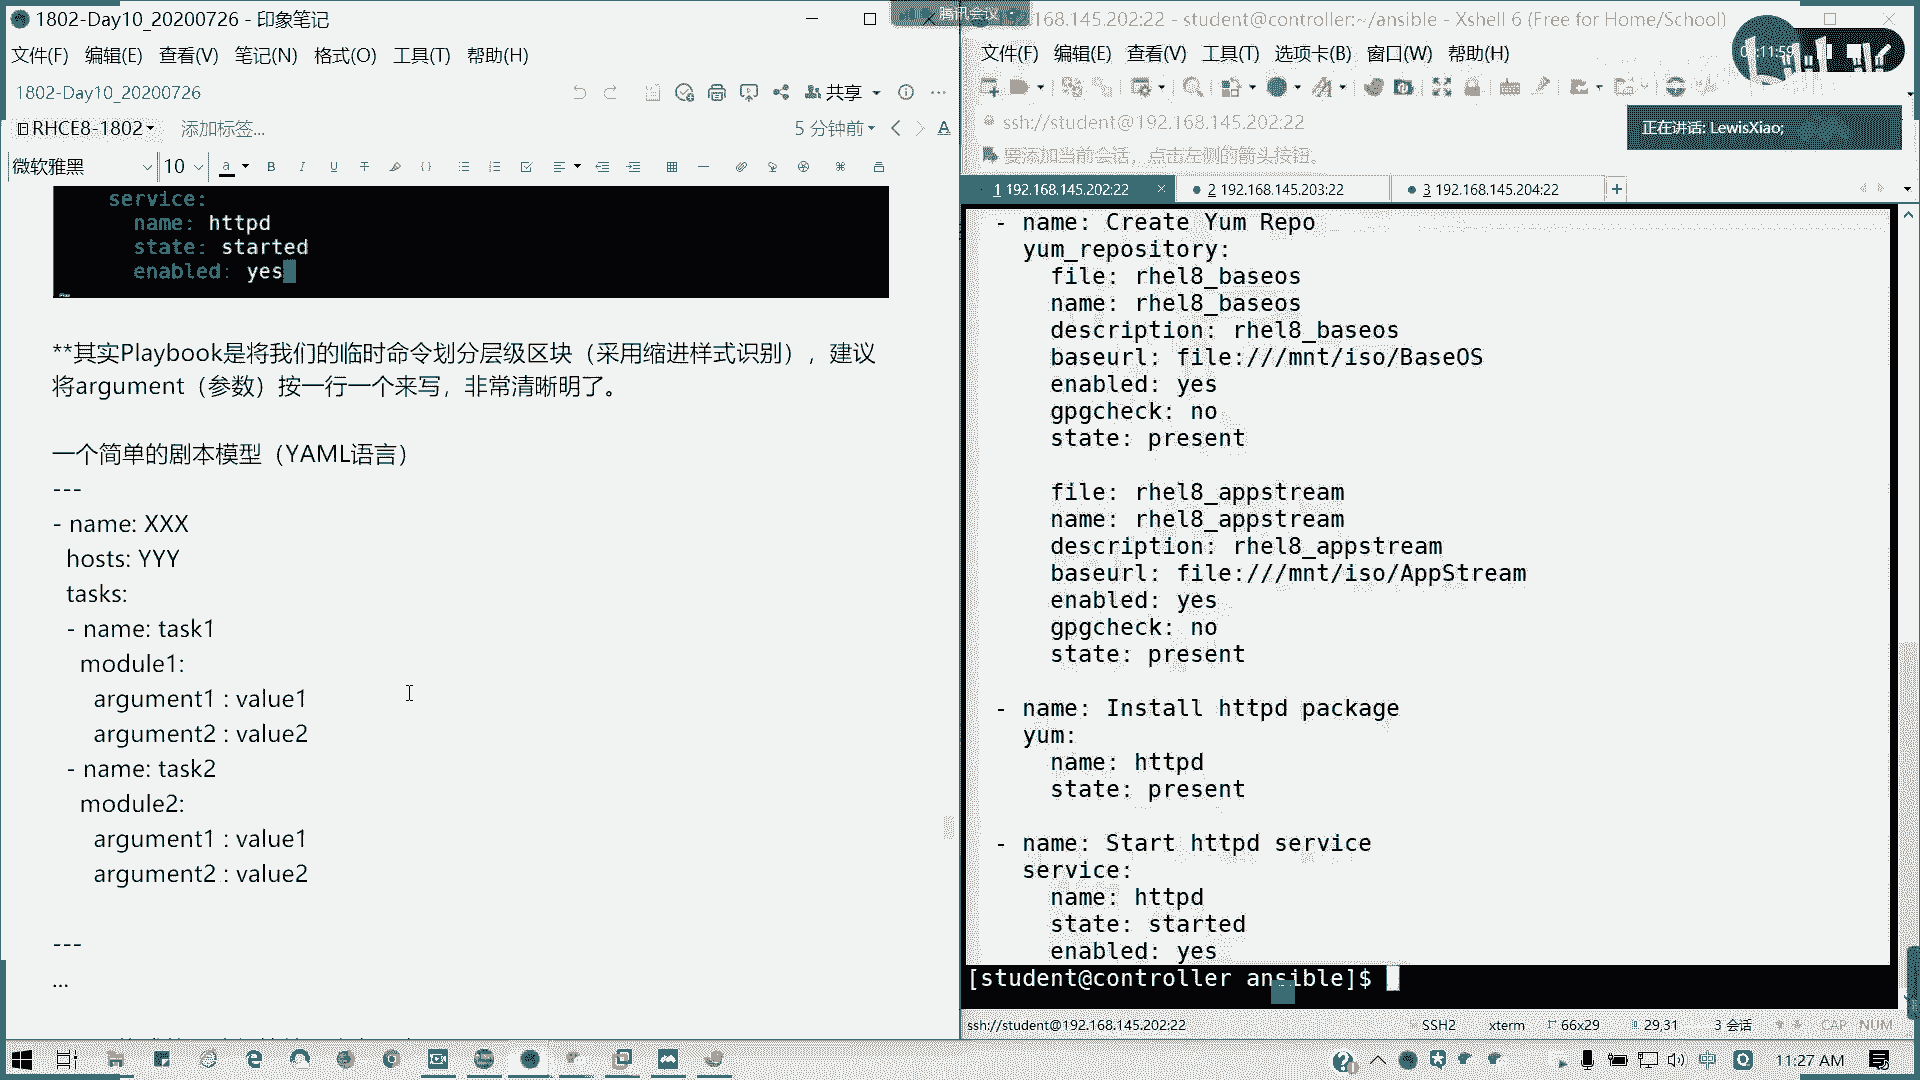 1802-Day10_20200726 - 印象笔记
文件(F) 编辑(E) 查看(V) 笔记(N) 格式(O) 工具(T) 帮助(H)
1802-Day10_20200726
共享
RHCE8-1802
添加标签...
5 分钟前
微软雅黑
10
service:
name: httpd
state: started
enabled: yes
**其实Playbook是将我们的临时命令划分层级区块（采用缩进样式识别），建议
将argument（参数）按一行一个来写，非常清晰明了。
一个简单的剧本模型（YAML语言）
---
- name: XXX
hosts: YYY
tasks:
- name: task1
module1:
argument1 : value1
argument2 : value2
- name: task2
module2:
argument1 : value1
argument2 : value2
---
...
腾讯会议
168.145.202:22 - student@controller:~/ansible - Xshell 6 (Free for Home/School)
文件(F) 编辑(E) 查看(V) 工具(T) 选项卡(B) 窗口(W) 帮助(H)
ssh://student@192.168.145.202:22
正在讲话: LewisXiao;
要添加当前会话，点击左侧的箭头按钮。
1 192.168.145.202:22
2 192.168.145.203:22
3 192.168.145.204:22
- name: Create Yum Repo
yum_repository:
file: rhel8_baseos
name: rhel8_baseos
description: rhel8_baseos
baseurl: file:///mnt/iso/BaseOS
enabled: yes
gpgcheck: no
state: present
file: rhel8_appstream
name: rhel8_appstream
description: rhel8_appstream
baseurl: file:///mnt/iso/AppStream
enabled: yes
gpgcheck: no
state: present
- name: Install httpd package
yum:
name: httpd
state: present
- name: Start httpd service
service:
name: httpd
state: started
enabled: yes
[student@controller ansible]$
ssh://student@192.168.145.202:22
SSH2
xterm
66x29
29,31
3 会话
CAP NUM
中
11:27 AM